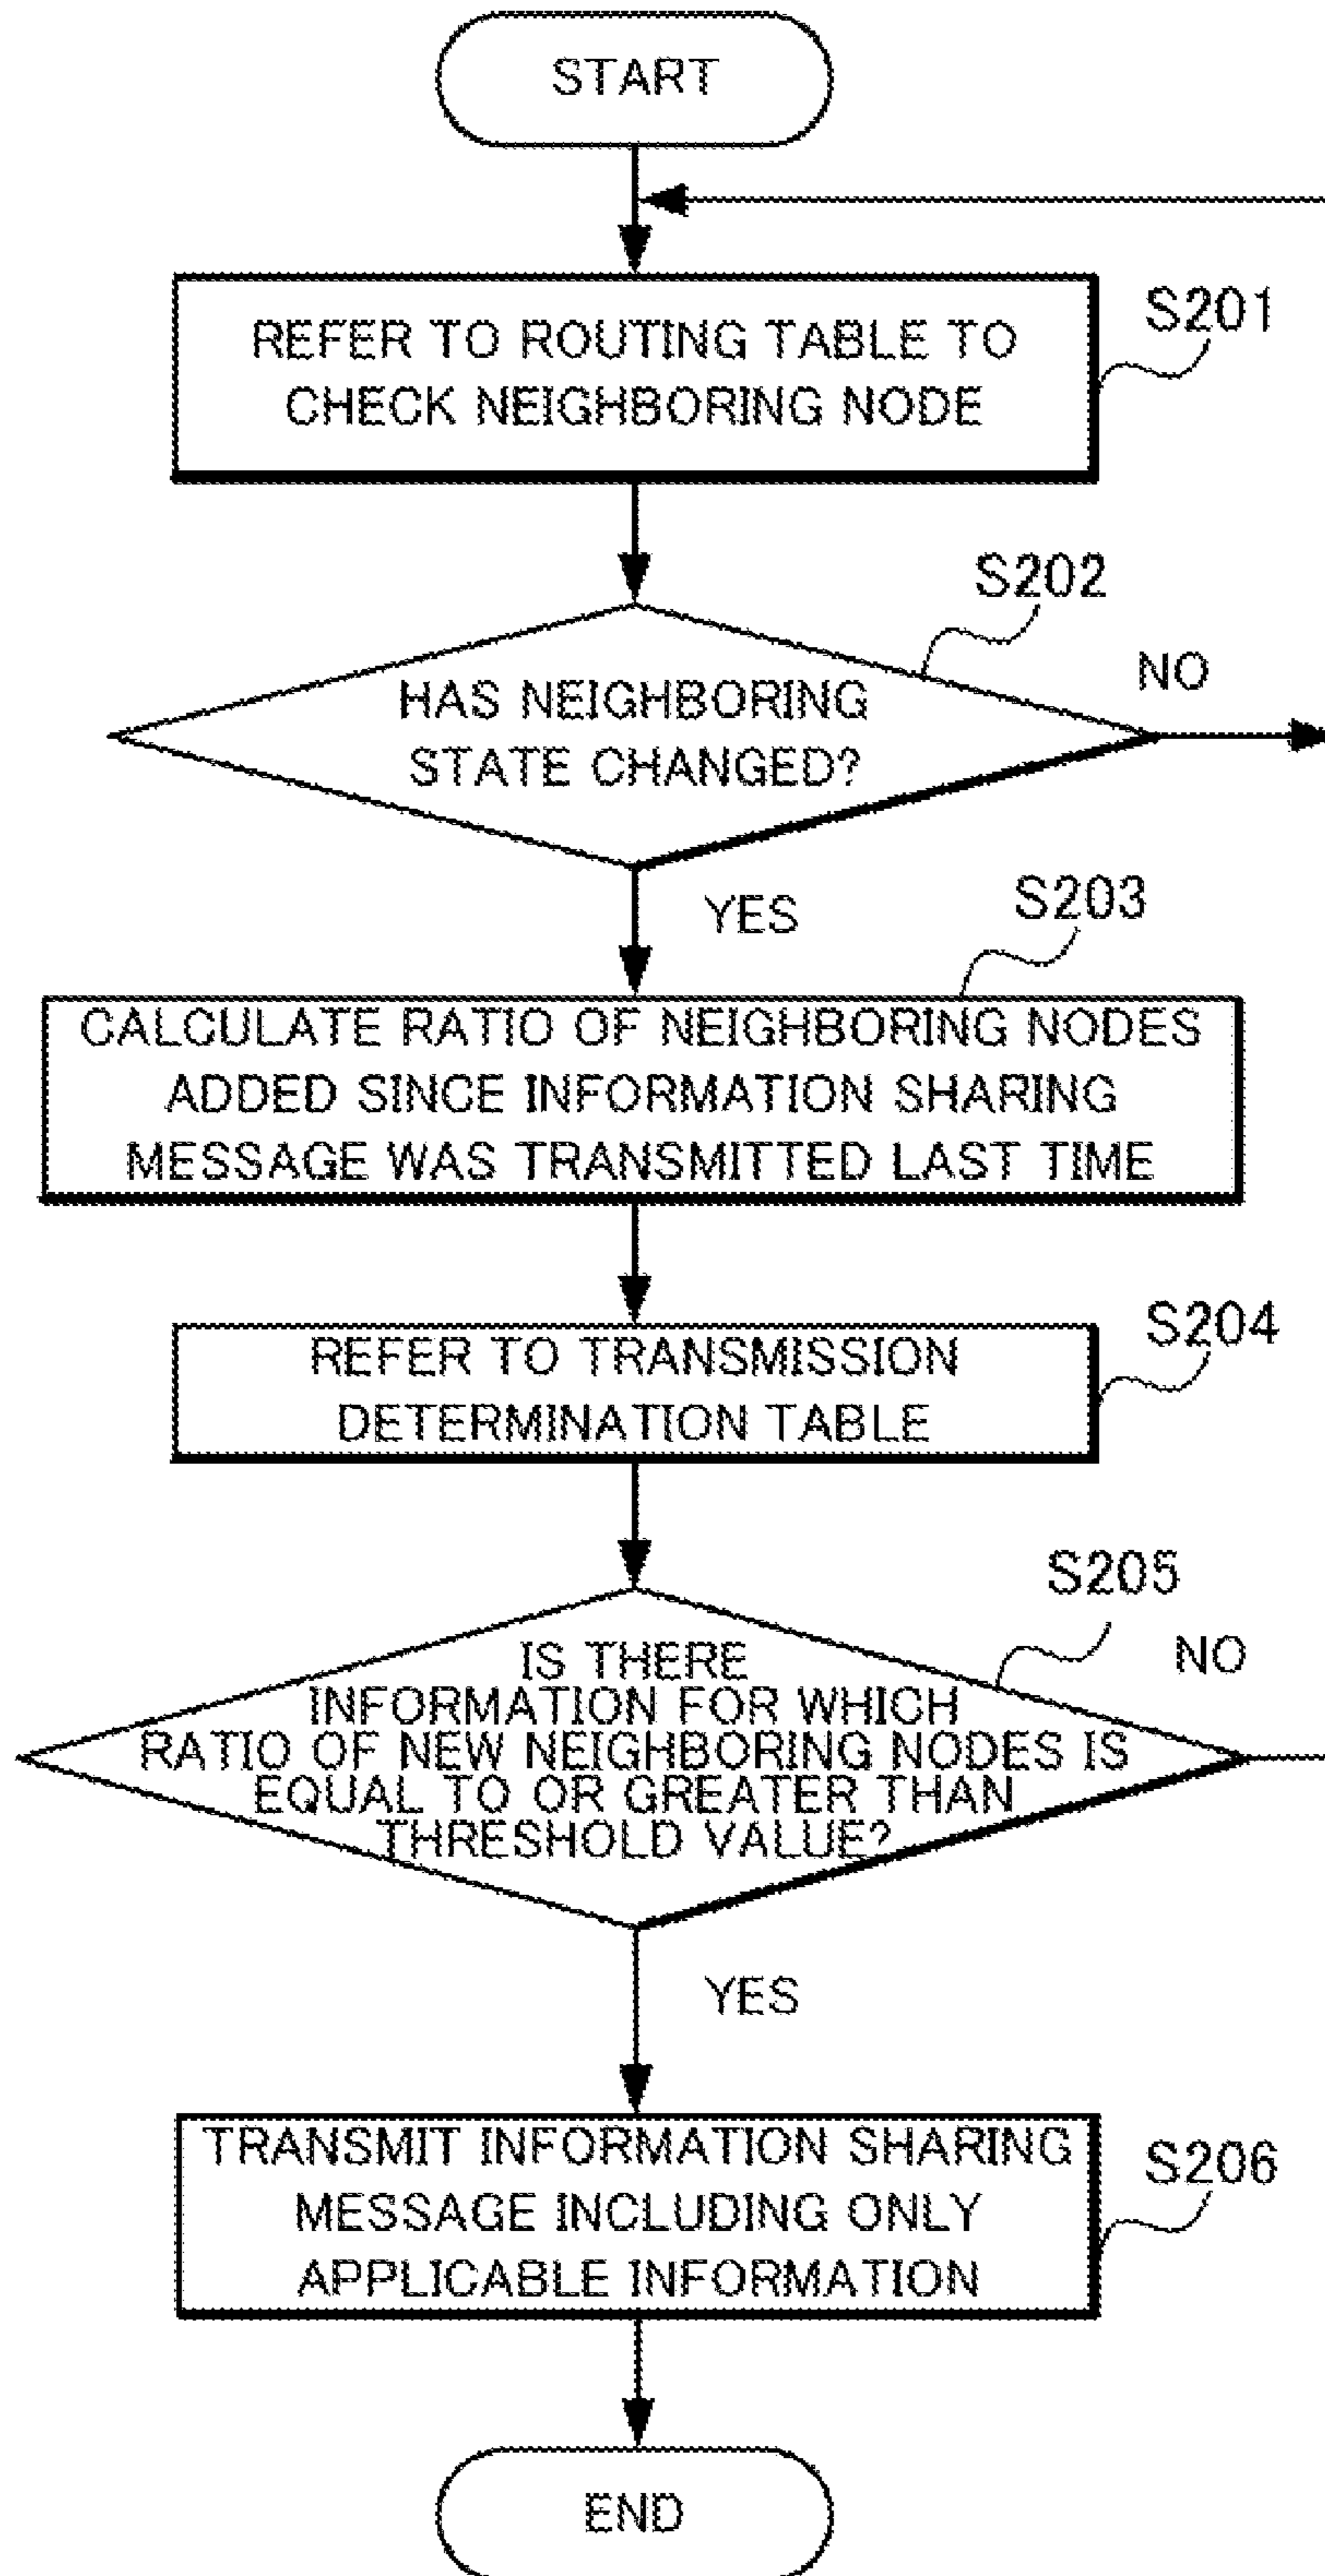 START
REFER TO ROUTING TABLE TO
CHECK NEIGHBORING NODE
S201
S202
HAS NEIGHBORING
STATE CHANGED?
NO
YES
S203
CALCULATE RATIO OF NEIGHBORING NODES
ADDED SINCE INFORMATION SHARING
MESSAGE WAS TRANSMITTED LAST TIME
REFER TO TRANSMISSION
DETERMINATION TABLE
S204
S205
IS THERE
INFORMATION FOR WHICH
RATIO OF NEW NEIGHBORING NODES IS
EQUAL TO OR GREATER THAN
THRESHOLD VALUE?
NO
YES
TRANSMIT INFORMATION SHARING
MESSAGE INCLUDING ONLY
APPLICABLE INFORMATION
S206
END